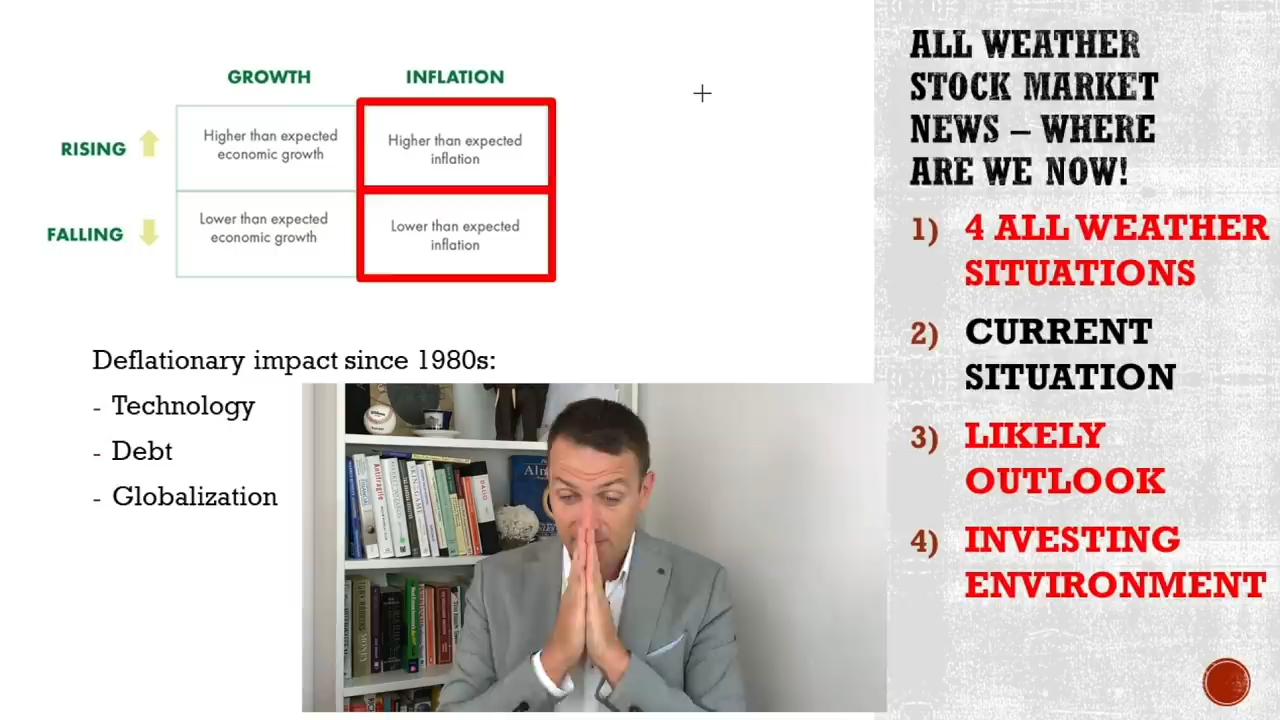 GROWTH INFLATION
RISING
Higher than expected
economic growth
Higher than expected
inflation
FALLING
Lower than expected
economic growth
Lower than expected
inflation
Deflationary impact since 1980s:
- Technology
- Debt
- Globalization
Antifragile
ALL WEATHER
STOCK MARKET
NEWS – WHERE
ARE WE NOW!
1) 4 ALL WEATHER
SITUATIONS
2) CURRENT
SITUATION
3) LIKELY
OUTLOOK
4) INVESTING
ENVIRONMENT